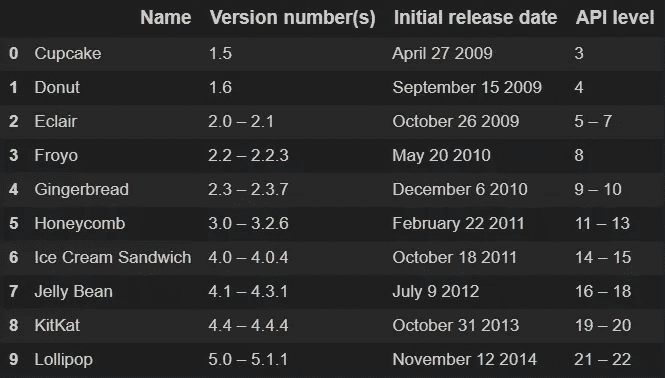 Name Version number(s) Initial release date API level
0 Cupcake 1.5 April 27 2009 3
1 Donut 1.6 September 15 2009 4
2 Eclair 2.0 – 2.1 October 26 2009 5 – 7
3 Froyo 2.2 – 2.2.3 May 20 2010 8
4 Gingerbread 2.3 – 2.3.7 December 6 2010 9 – 10
5 Honeycomb 3.0 – 3.2.6 February 22 2011 11 – 13
6 Ice Cream Sandwich 4.0 – 4.0.4 October 18 2011 14 – 15
7 Jelly Bean 4.1 – 4.3.1 July 9 2012 16 – 18
8 KitKat 4.4 – 4.4.4 October 31 2013 19 – 20
9 Lollipop 5.0 – 5.1.1 November 12 2014 21 – 22